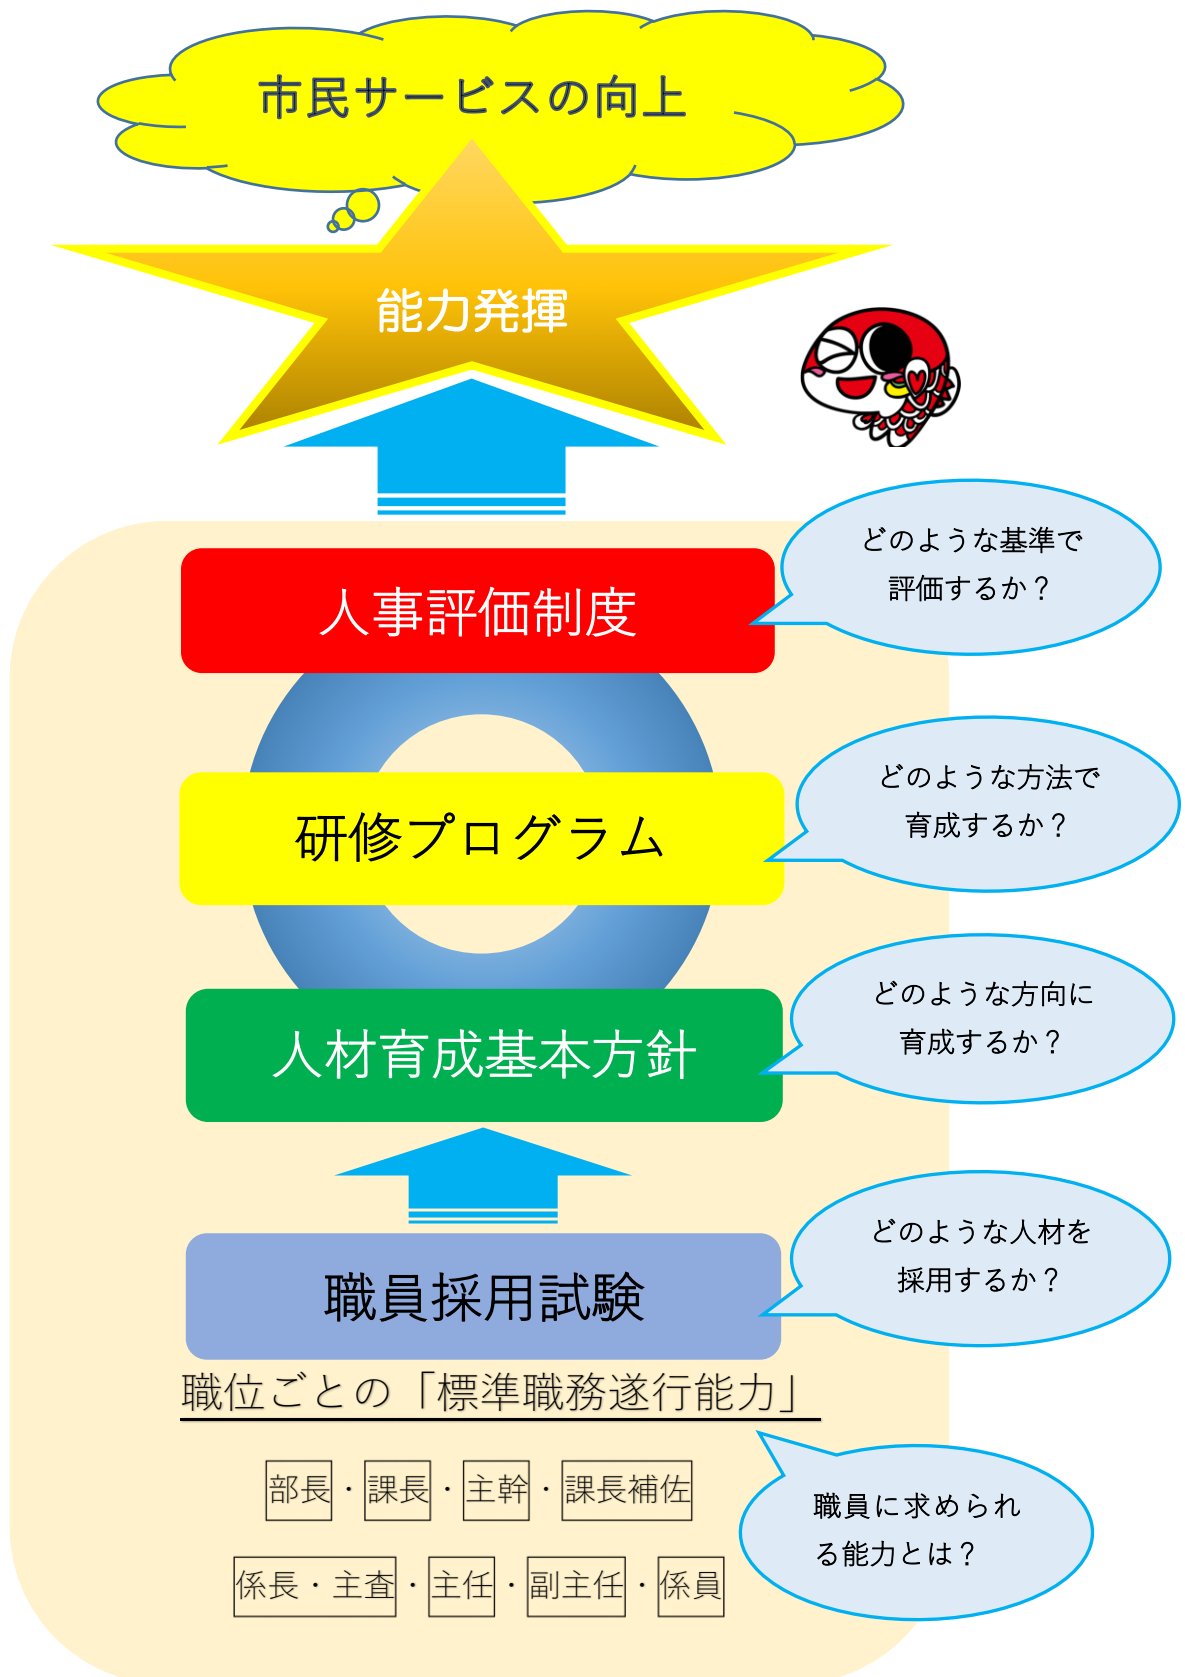 市民サービスの向上
能力発揮
人事評価制度
どのような基準で
評価するか？
研修プログラム
どのような方法で
育成するか？
人材育成基本方針
どのような方向に
育成するか？
職員採用試験
どのような人材を
採用するか？
職位ごとの「標準職務遂行能力」
部長・課長・主幹・課長補佐
係長・主査・主任・副主任・係員
職員に求められ
る能力とは？